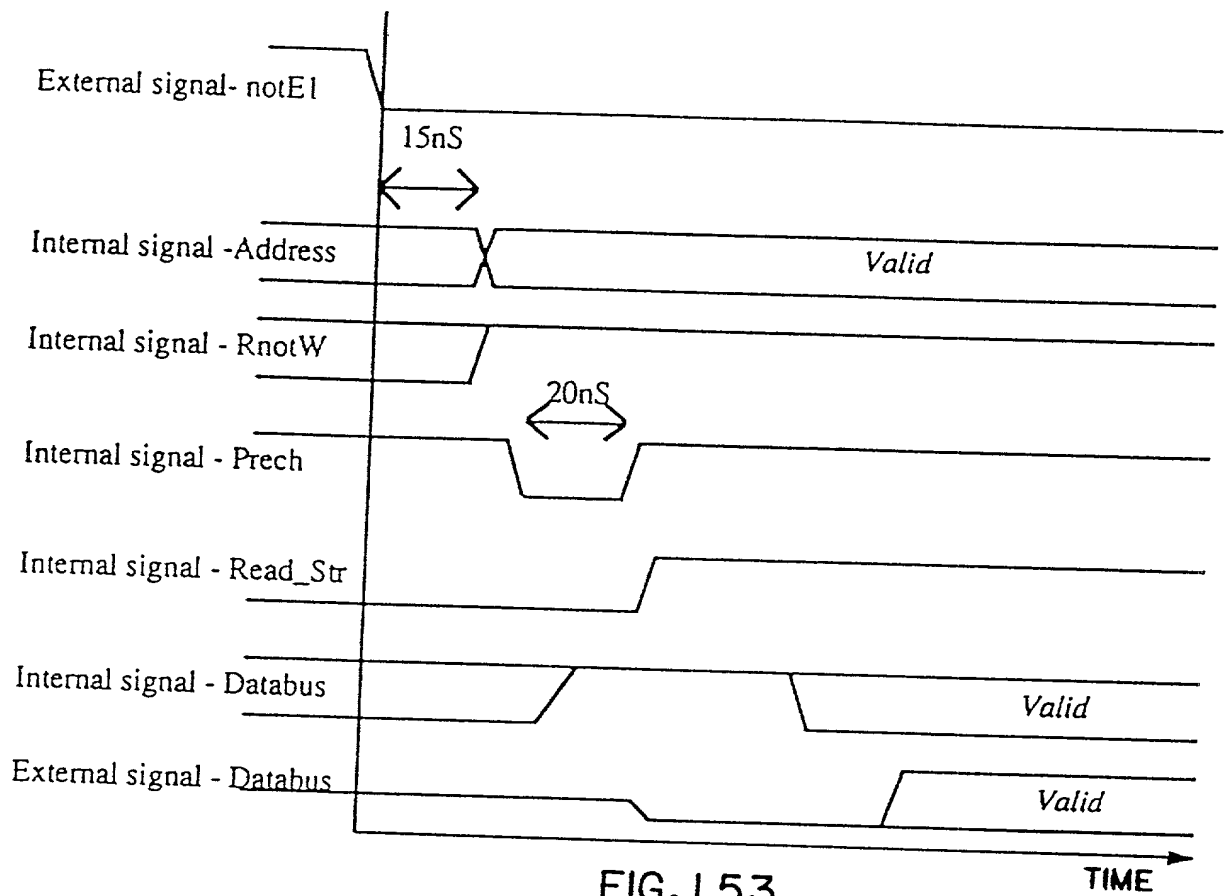 External signal- notE1
15nS
Internal signal -Address
Valid
Internal signal - RnotW
20nS
Internal signal - Prech
Internal signal - Read_Str
Internal signal - Databus
Valid
External signal - Databus
Valid
TIME
FIG. 153